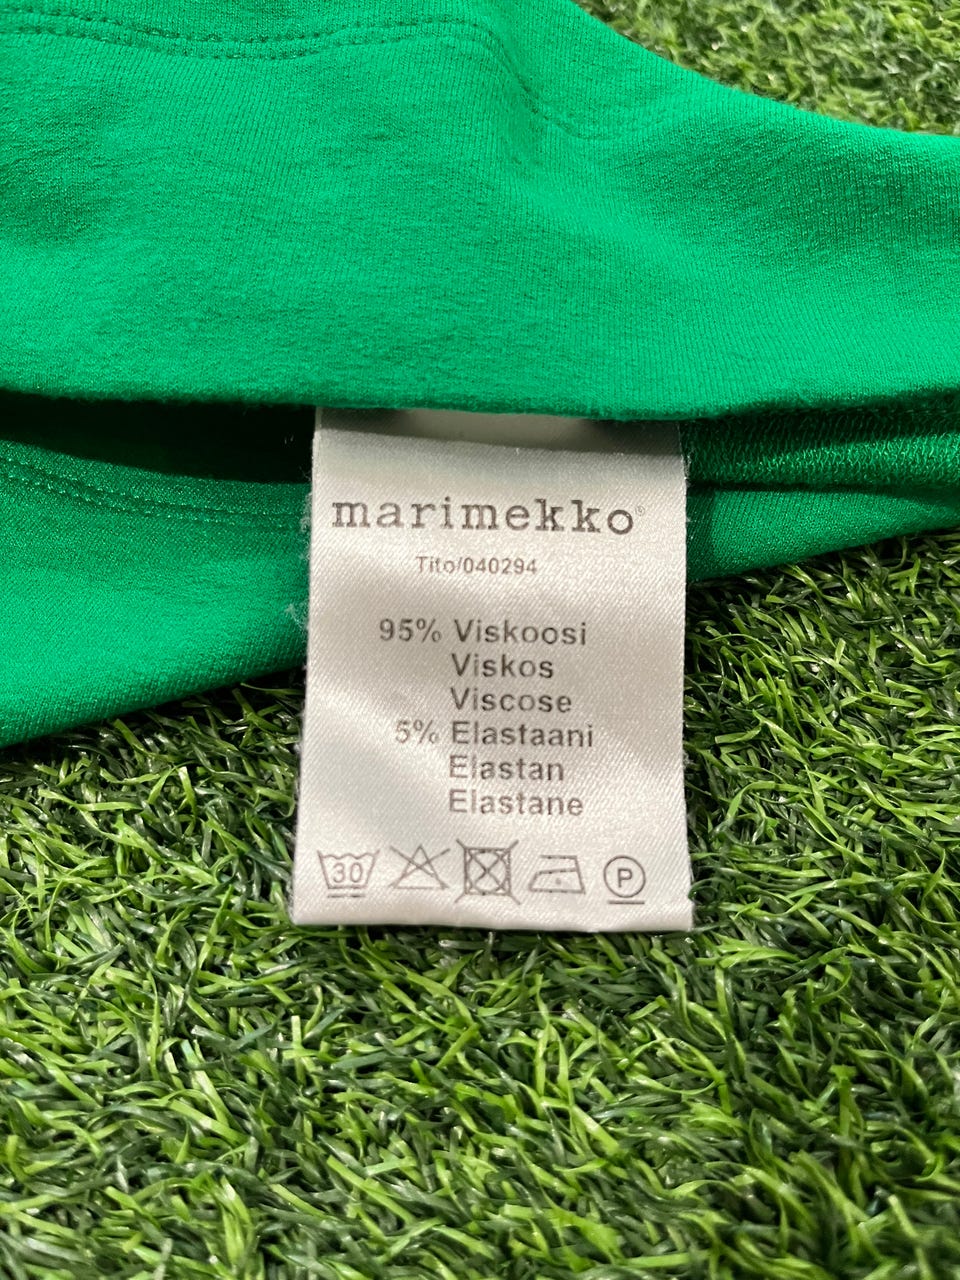 marimekko®
Tito/040294
95% Viskoosi
Viskos
Viscose
5% Elastaani
Elastan
Elastane
30 P